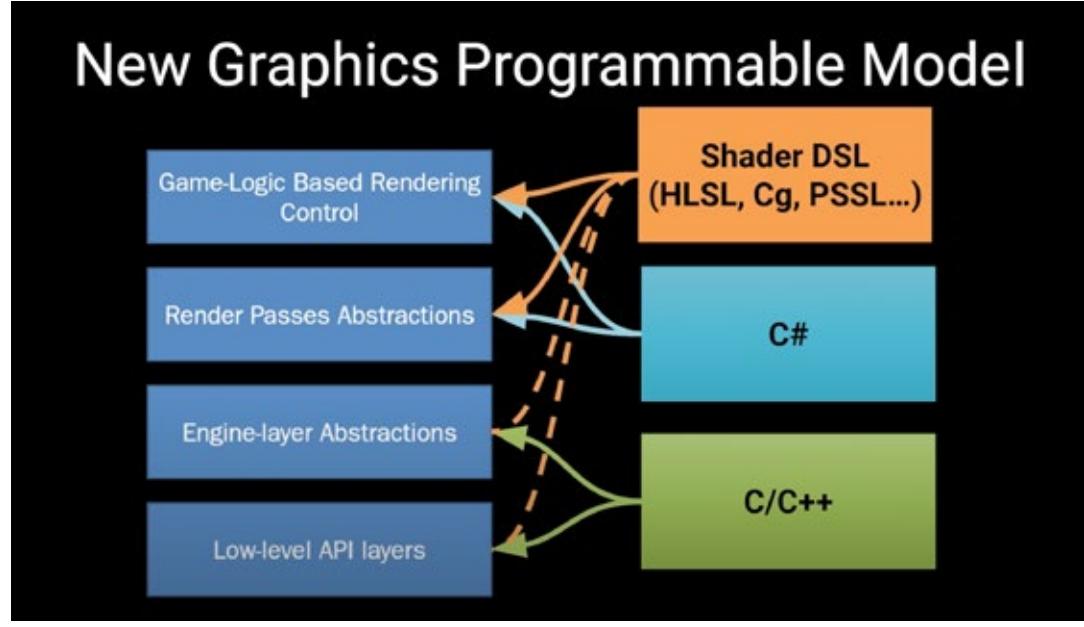 New Graphics Programmable Model
Game-Logic Based Rendering
Control
Render Passes Abstractions
Engine-layer Abstractions
Low-level API layers
Shader DSL
(HLSL, Cg, PSSL...)
C#
C/C++